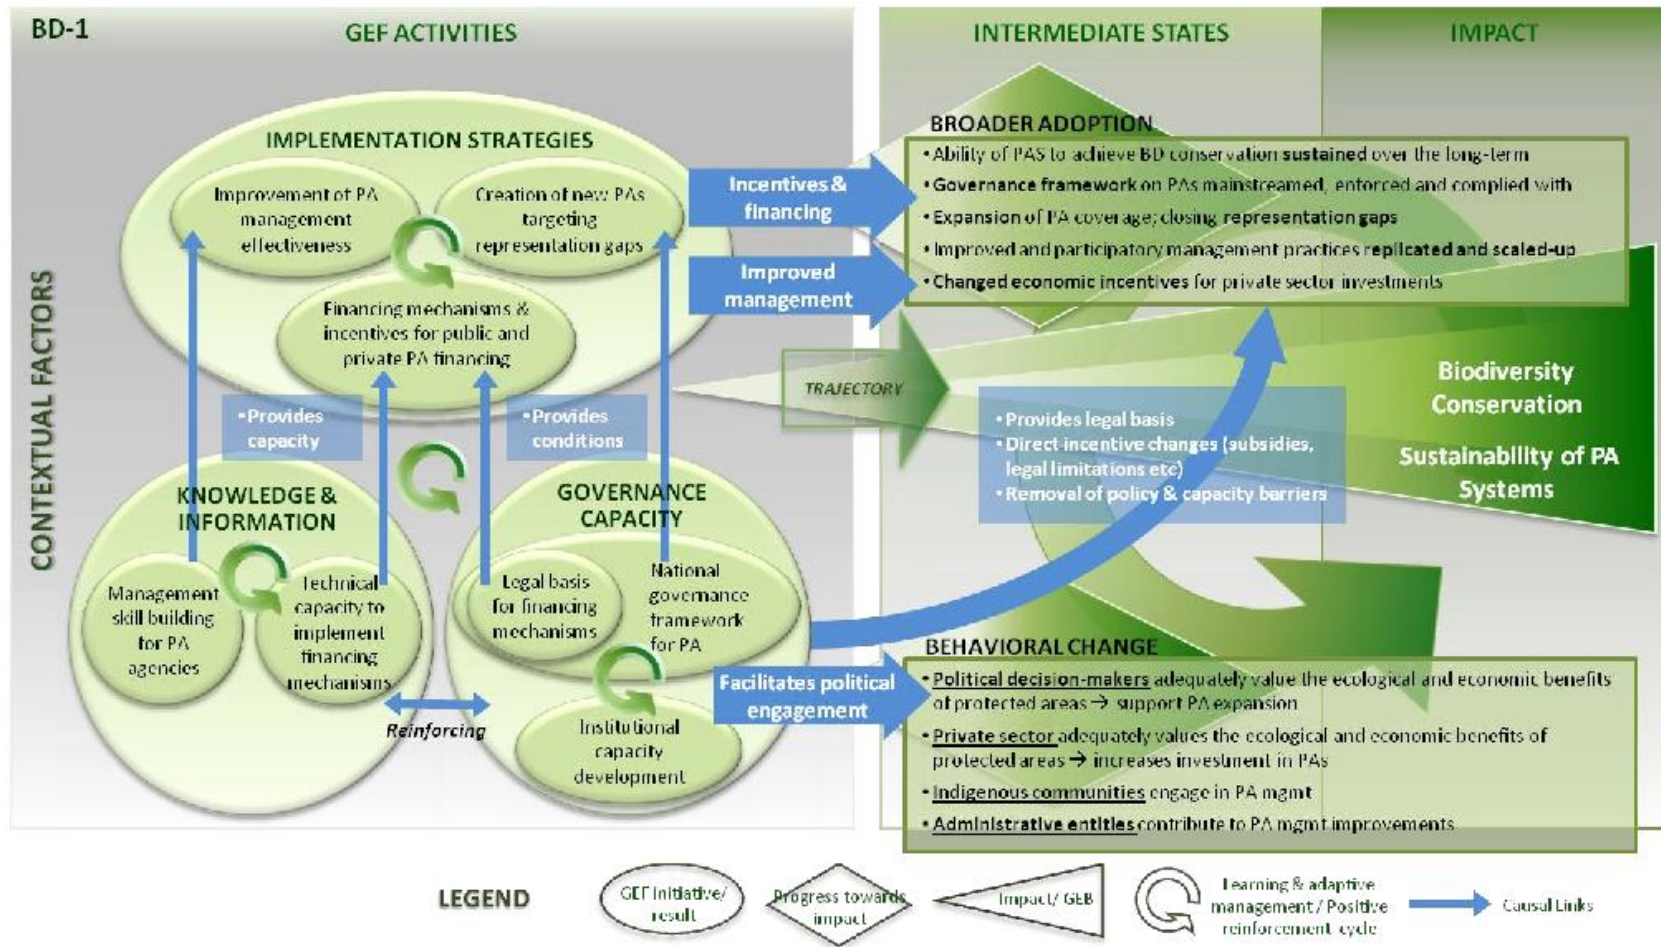 BD-1
GEF ACTIVITIES
INTERMEDIATE STATES
IMPACT
CONTEXTUAL FACTORS
IMPLEMENTATION STRATEGIES
Improvement of PA
management
effectiveness
Creation of new PAs
targeting
representation gaps
Financing mechanisms &
incentives for public and
private PA financing
Incentives &
financing
Improved
management
BROADER ADOPTION
• Ability of PAS to achieve BD conservation sustained over the long-term
• Governance framework on PAs mainstreamed, enforced and complied with
• Expansion of PA coverage; closing representation gaps
• Improved and participatory management practices replicated and scaled-up
• Changed economic incentives for private sector investments
TRAJECTORY
• Provides
capacity
• Provides
conditions
• Provides legal basis
• Direct incentive changes (subsidies,
legal limitations etc)
• Removal of policy & capacity barriers
Biodiversity
Conservation
Sustainability of PA
Systems
KNOWLEDGE &
INFORMATION
Management
skill building
for PA
agencies
Technical
capacity to
implement
financing
mechanisms
GOVERNANCE
CAPACITY
Legal basis
for financing
mechanisms
National
governance
framework
for PA
Institutional
capacity
development
Reinforcing
Facilitates political
engagement
BEHAVIORAL CHANGE
• Political decision-makers adequately value the ecological and economic benefits
of protected areas → support PA expansion
• Private sector adequately values the ecological and economic benefits of
protected areas → increases investment in PAs
• Indigenous communities engage in PA mgmt
• Administrative entities contribute to PA mgmt improvements
LEGEND
GEF Initiative/
result
Progress towards
impact
Impact/ GEB
Learning & adaptive
management / Positive
reinforcement cycle
Causal Links